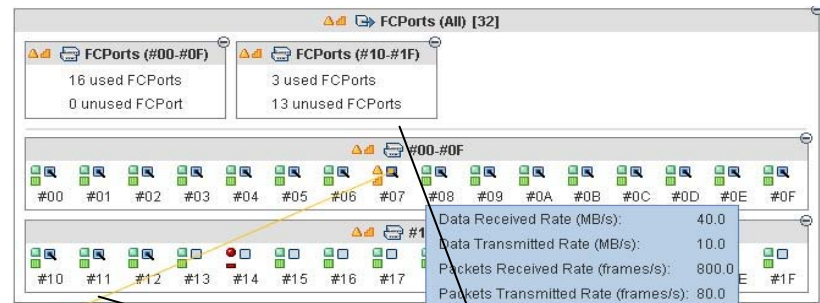 FCPorts (All) [32]
FCPorts (#00-#0F)
16 used FCPorts
0 unused FCPort
FCPorts (#10-#1F)
3 used FCPorts
13 unused FCPorts
#00-#0F
#00 #01 #02 #03 #04 #05 #06 #07 #08 #09 #0A #0B #0C #0D #0E #0F
#1
#10 #11 #12 #13 #14 #15 #16 #17 E #1F
Data Received Rate (MB/s): 40.0
Data Transmitted Rate (MB/s): 10.0
Packets Received Rate (frames/s): 800.0
Packets Transmitted Rate (frames/s): 80.0